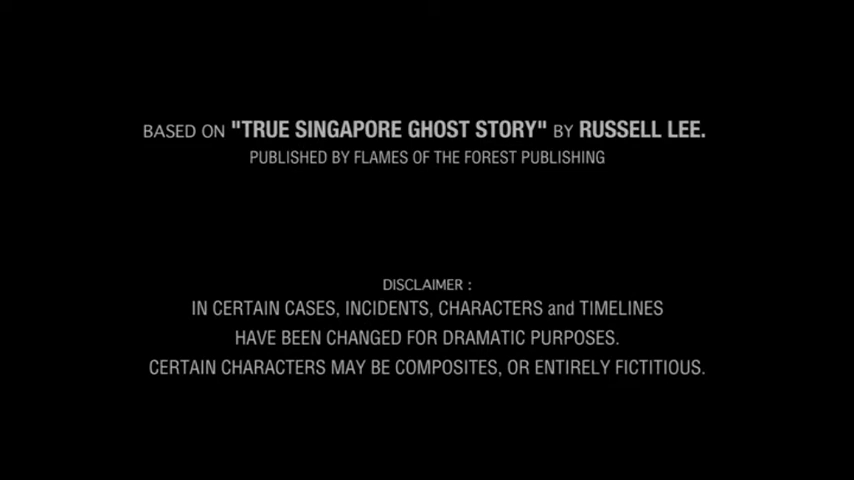 BASED ON "TRUE SINGAPORE GHOST STORY" BY RUSSELL LEE.
PUBLISHED BY FLAMES OF THE FOREST PUBLISHING
DISCLAIMER :
IN CERTAIN CASES, INCIDENTS, CHARACTERS and TIMELINES
HAVE BEEN CHANGED FOR DRAMATIC PURPOSES.
CERTAIN CHARACTERS MAY BE COMPOSITES, OR ENTIRELY FICTITIOUS.